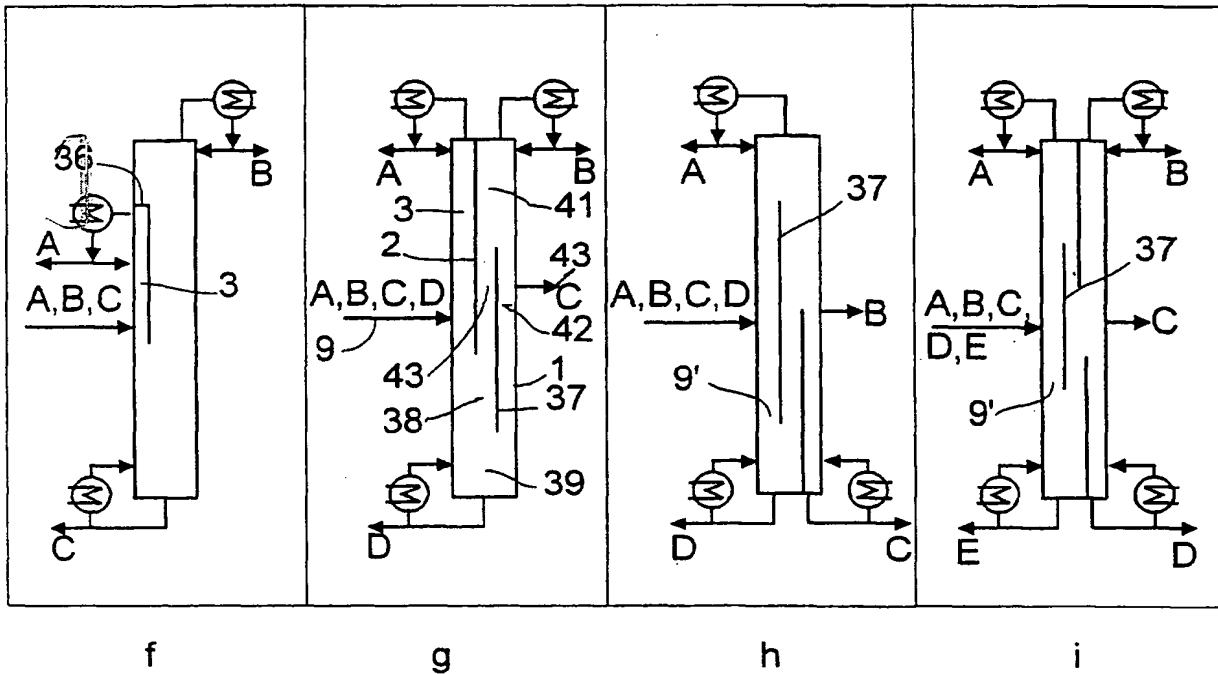 36
A
B
A, B, C
3
C
f
A
B
3
41
2
43
C
A, B, C, D
9
42
43
1
38
37
39
D
g
A
37
A, B, C, D
B
9'
D
C
h
A
B
37
A, B, C,
D, E
C
9'
E
D
i